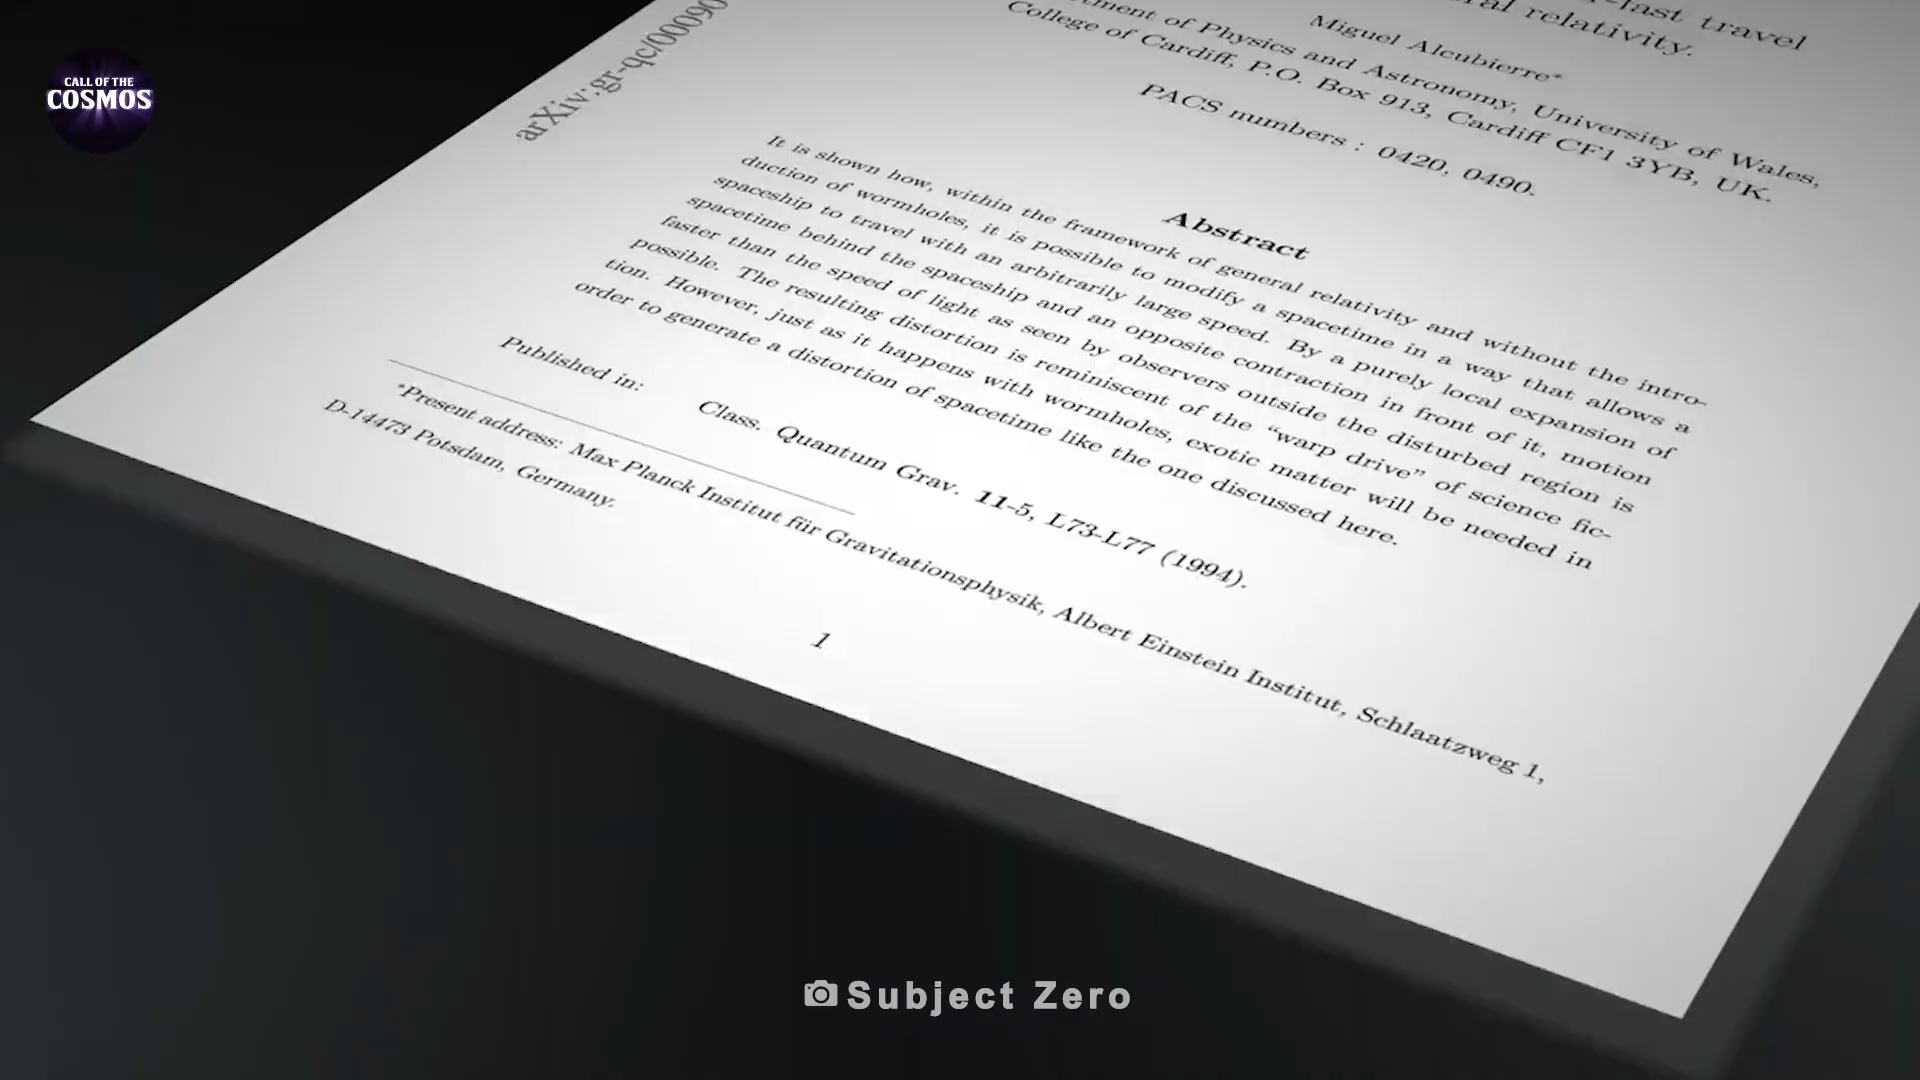 CALL OF THE
COSMOS
arXiv:gr-qc/00090
-last travel
ral relativity.
Miguel Alcubierre*
tment of Physics and Astronomy, University of Wales,
College of Cardiff, P.O. Box 913, Cardiff CF1 3YB, UK.
PACS numbers : 0420, 0490.
Abstract
It is shown how, within the framework of general relativity and without the intro-
duction of wormholes, it is possible to modify a spacetime in a way that allows a
spaceship to travel with an arbitrarily large speed. By a purely local expansion of
spacetime behind the spaceship and an opposite contraction in front of it, motion
faster than the speed of light as seen by observers outside the disturbed region is
possible. The resulting distortion is reminiscent of the “warp drive” of science fic-
tion. However, just as it happens with wormholes, exotic matter will be needed in
order to generate a distortion of spacetime like the one discussed here.
Published in:
Class. Quantum Grav. 11-5, L73-L77 (1994).
*Present address: Max Planck Institut für Gravitationsphysik, Albert Einstein Institut, Schlaatzweg 1,
D-14473 Potsdam, Germany.
1
Subject Zero